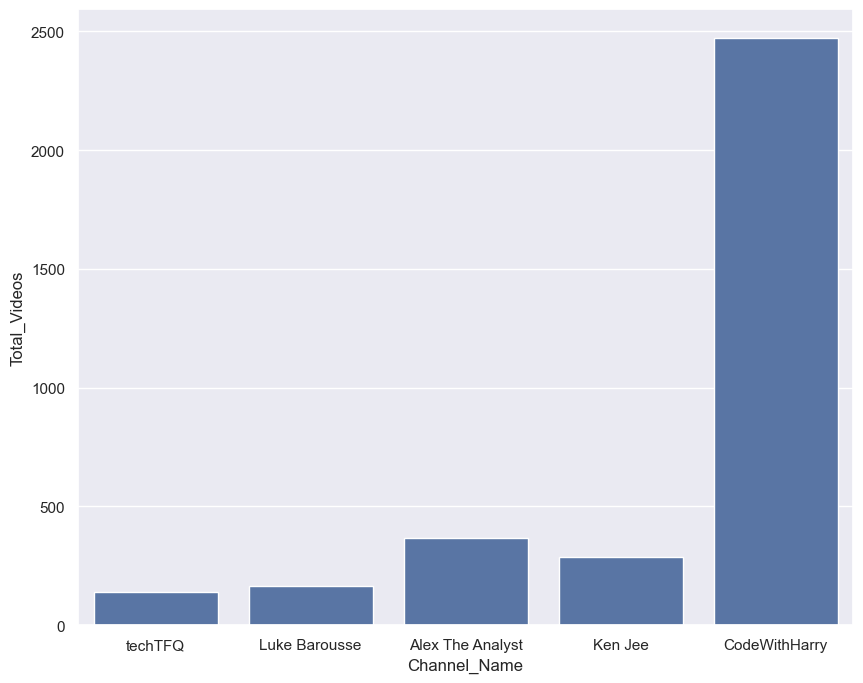 2500
2000
1500
1000
500
0
Total_Videos
techTFQ
Luke Barousse
Alex The Analyst
Ken Jee
CodeWithHarry
Channel_Name